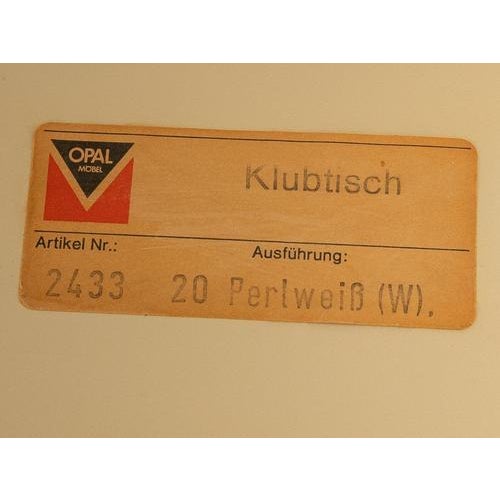 OPAL
MÖBEL
Klubtisch
Artikel Nr.:
Ausführung:
2433 20 Perlweiß (W).